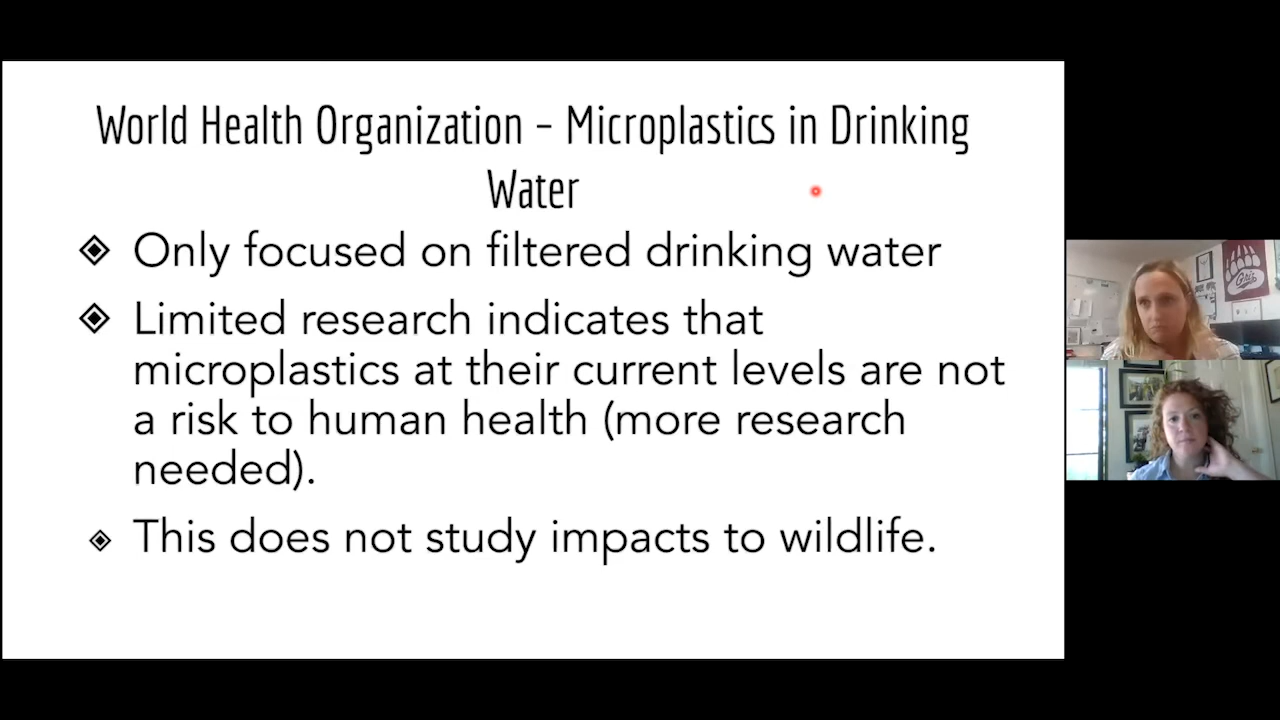 World Health Organization – Microplastics in Drinking
Water
Only focused on filtered drinking water
Limited research indicates that
microplastics at their current levels are not
a risk to human health (more research
needed).
This does not study impacts to wildlife.
Griz